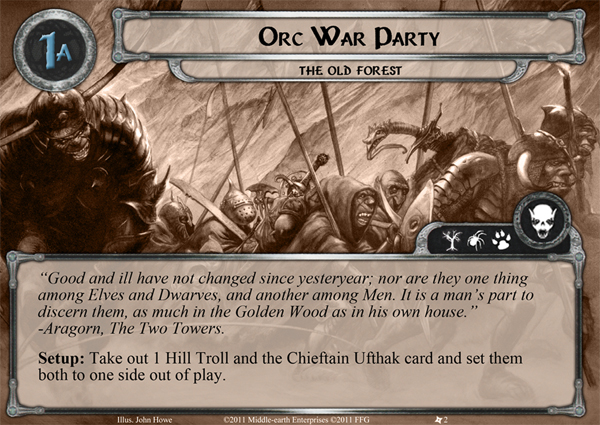 1A
ORC WAR PARTY
THE OLD FOREST
“Good and ill have not changed since yesteryear; nor are they one thing
among Elves and Dwarves, and another among Men. It is a man’s part to
discern them, as much in the Golden Wood as in his own house.”
-Aragorn, The Two Towers.
Setup: Take out 1 Hill Troll and the Chieftain Ufthak card and set them
both to one side out of play.
Illus. John Howe
©2011 Middle-earth Enterprises ©2011 FFG
2